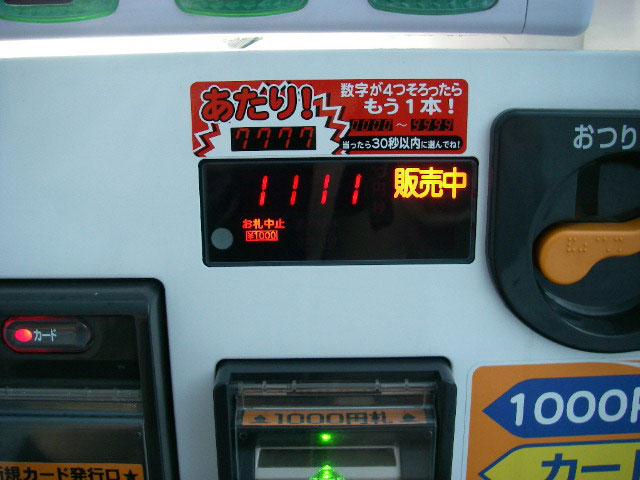 あたり!
7777
数字が4つそろったら
もう1本!
0000～9999
当ったら30秒以内に選んでね!
1111
販売中
お札中止
¥1000
おつり
カード
1000円札
規カード発行口★
1000円
カード